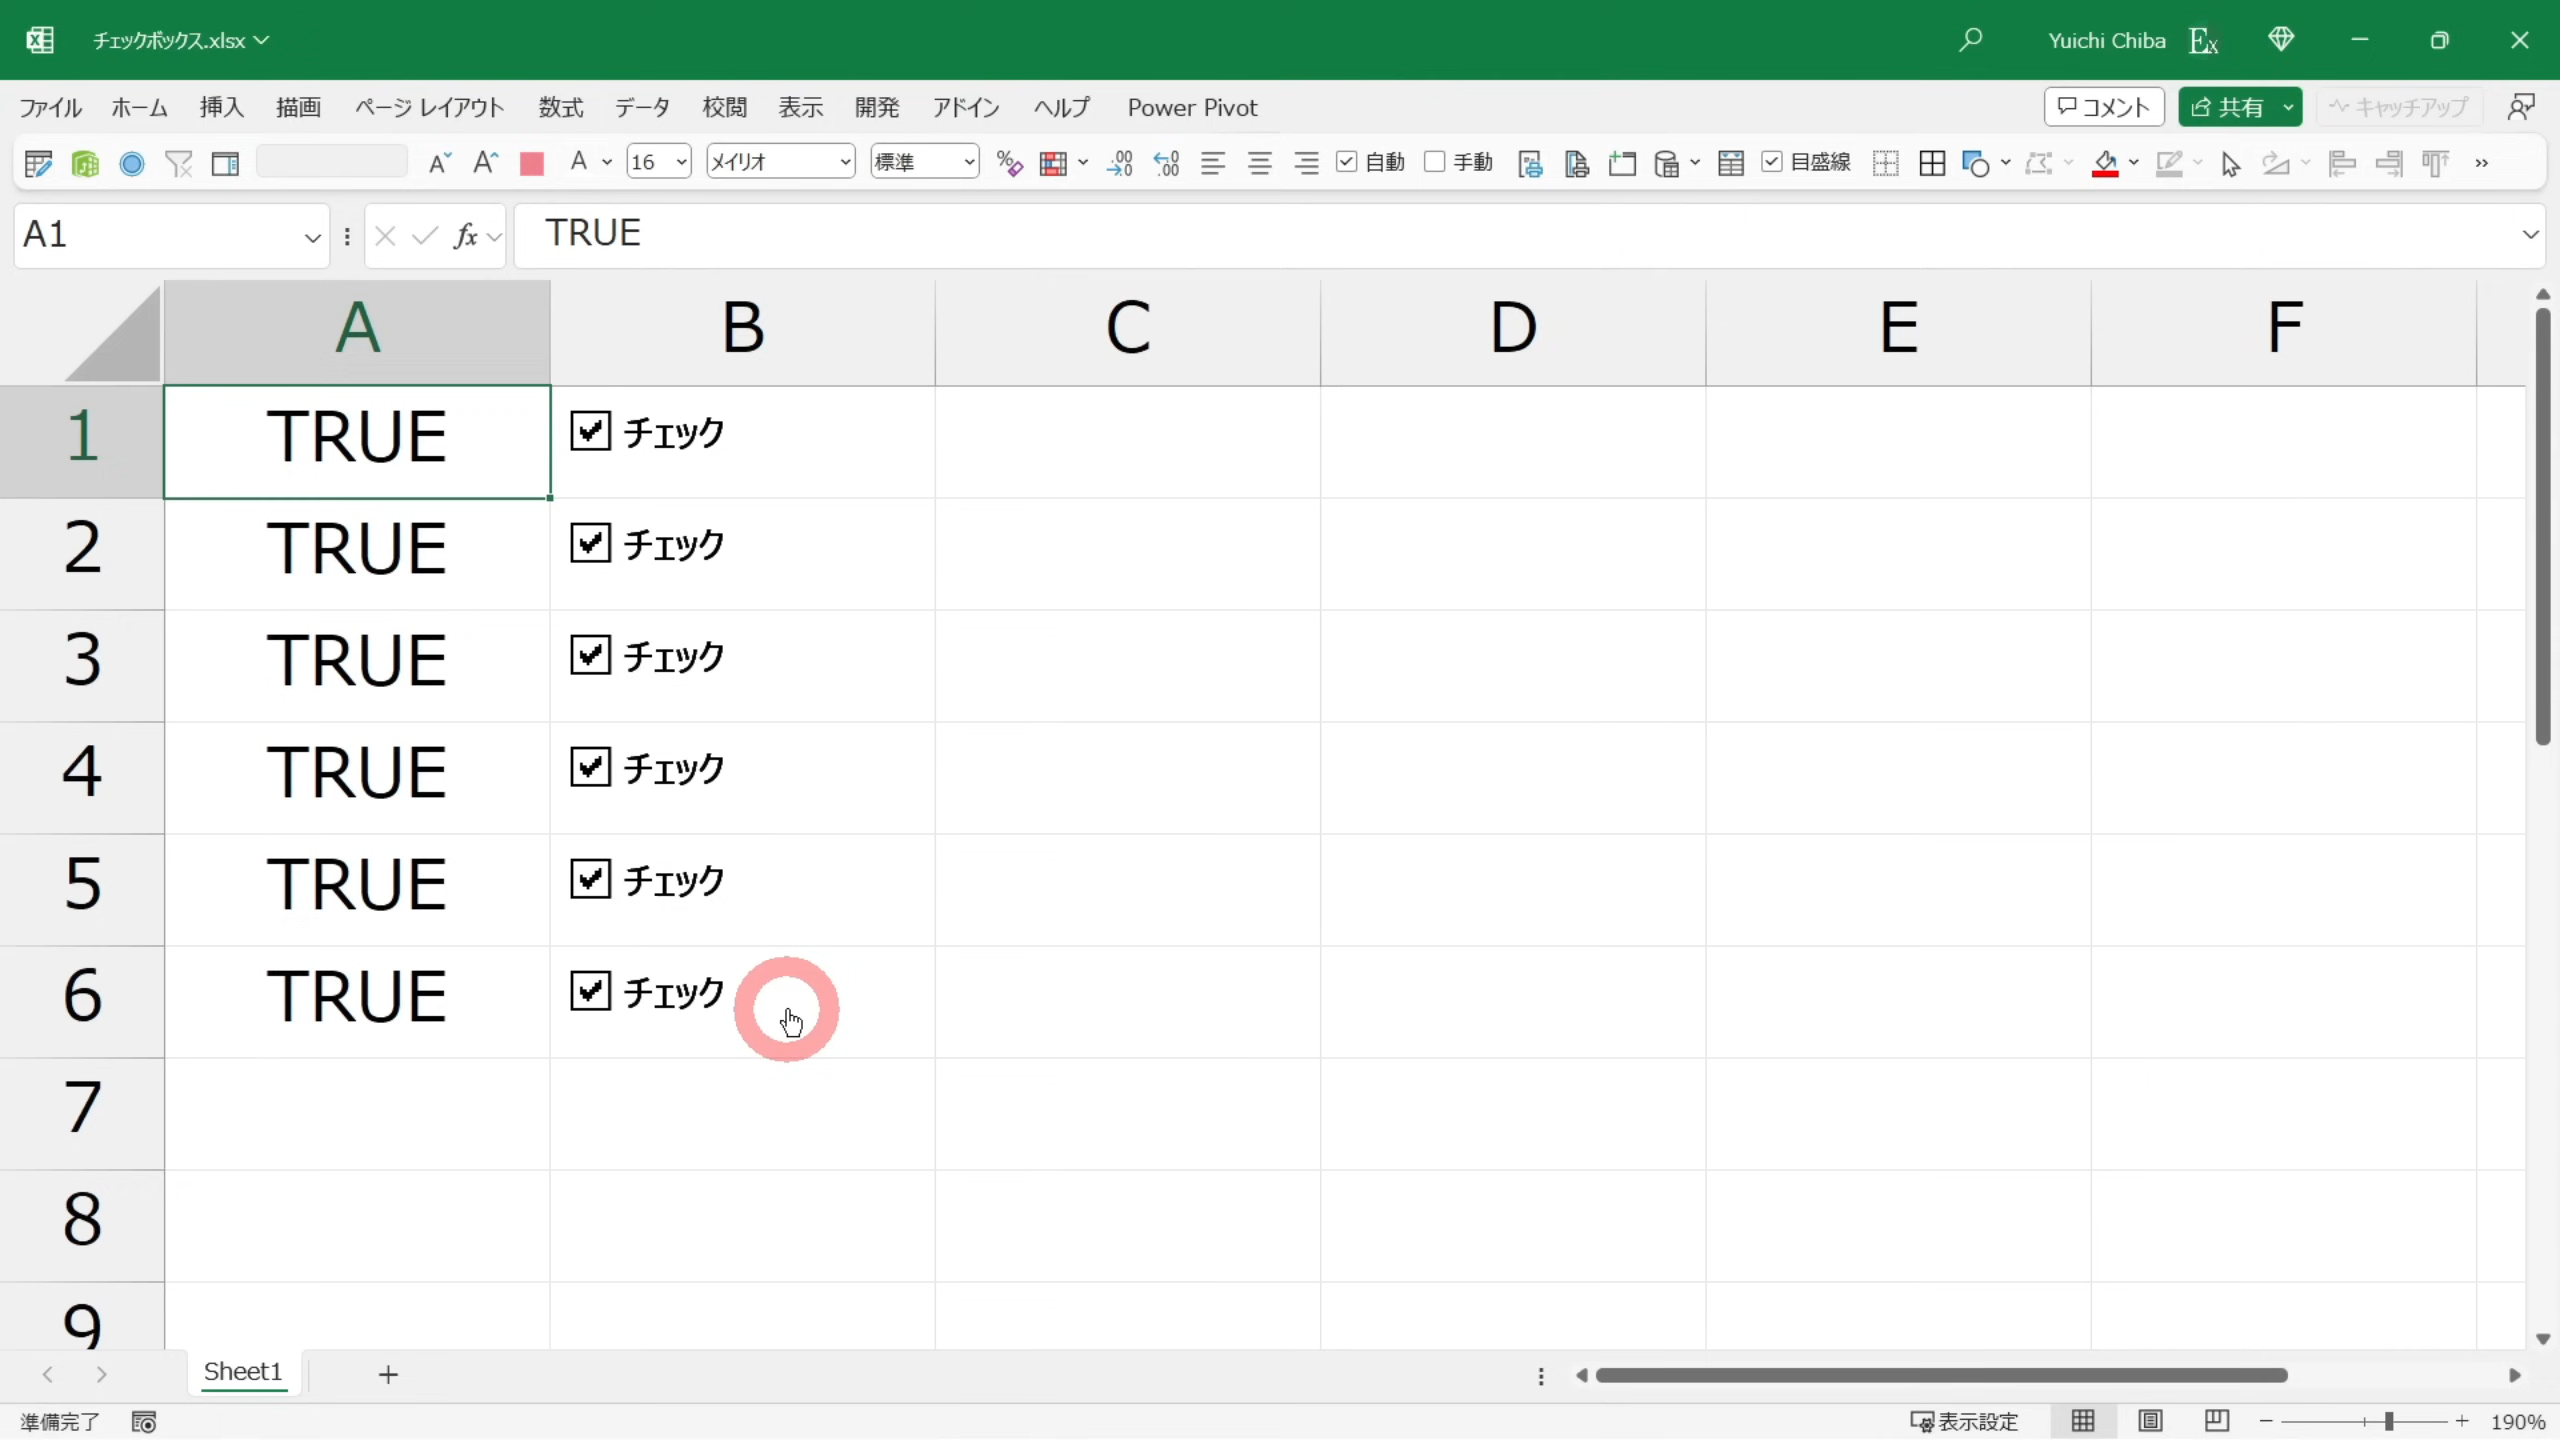 チェックボックス.xlsx
Yuichi Chiba
Ex
ファイル ホーム 挿入 描画 ページ レイアウト 数式 データ 校閲 表示 開発 アドイン ヘルプ Power Pivot
コメント 共有 キャッチアップ
16 メイリオ 標準 自動 手動 目盛線
A1 fx TRUE
A B C D E F
1 TRUE チェック
2 TRUE チェック
3 TRUE チェック
4 TRUE チェック
5 TRUE チェック
6 TRUE チェック
7
8
9
Sheet1
準備完了 表示設定 190%